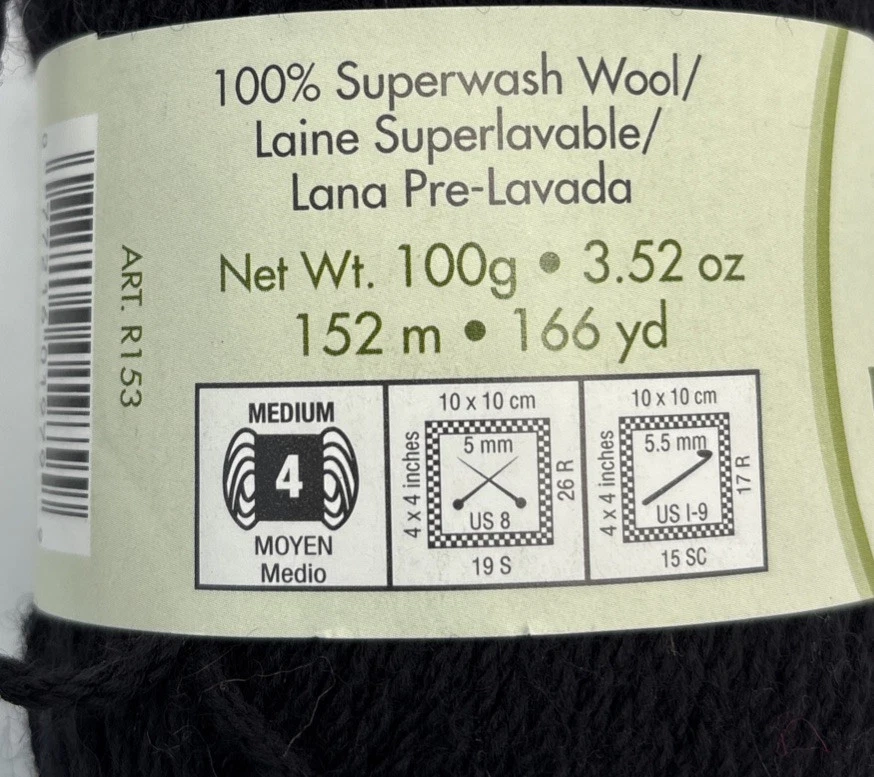 100% Superwash Wool/
Laine Superlavable/
Lana Pre-Lavada
Net Wt. 100g • 3.52 oz
152 m • 166 yd
ART. R153
MEDIUM
4
MOYEN
Medio
10 x 10 cm
4 x 4 inches
5 mm
US 8
26 R
19 S
10 x 10 cm
4 x 4 inches
5.5 mm
US I-9
17 R
15 SC